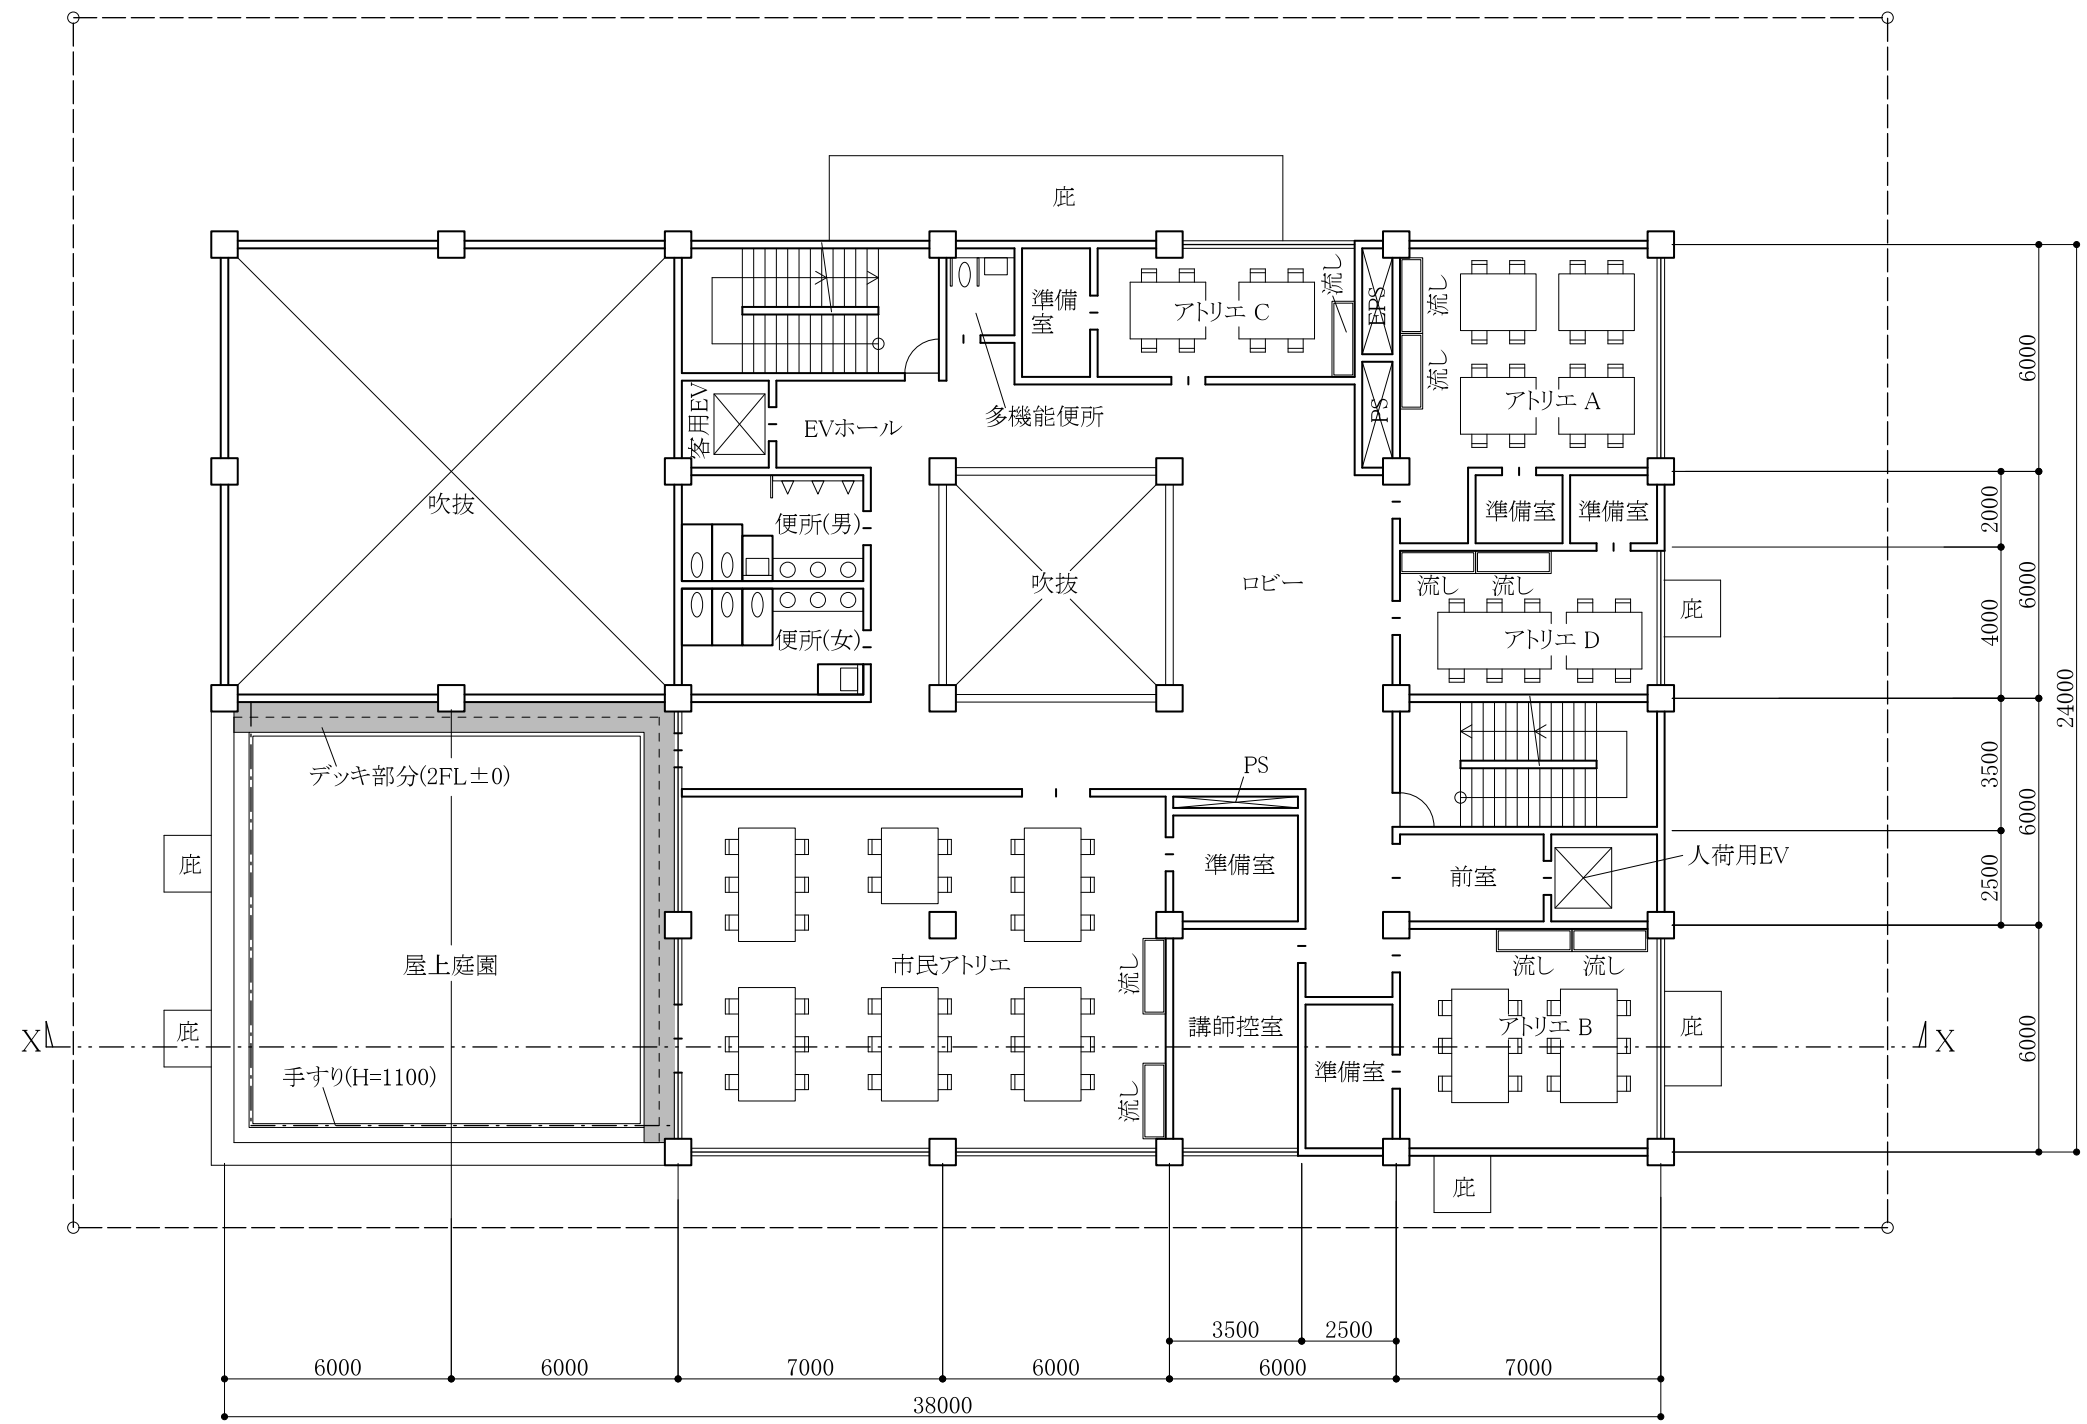 庇
流し
準備
室
アトリエ C
EPS
流し
流し
アトリエ A
PS
客用EV
EVホール
多機能便所
吹抜
便所(男)
準備室
準備室
吹抜
ロビー
流し
流し
庇
便所(女)
アトリエ D
デッキ部分(2FL±0)
PS
庇
準備室
前室
人荷用EV
屋上庭園
市民アトリエ
流し
流し
流し
庇
講師控室
アトリエ B
庇
X
X
手すり(H=1100)
準備室
流し
庇
6000
2000
6000
4000
24000
3500
6000
2500
6000
3500
2500
6000
6000
7000
6000
6000
7000
38000